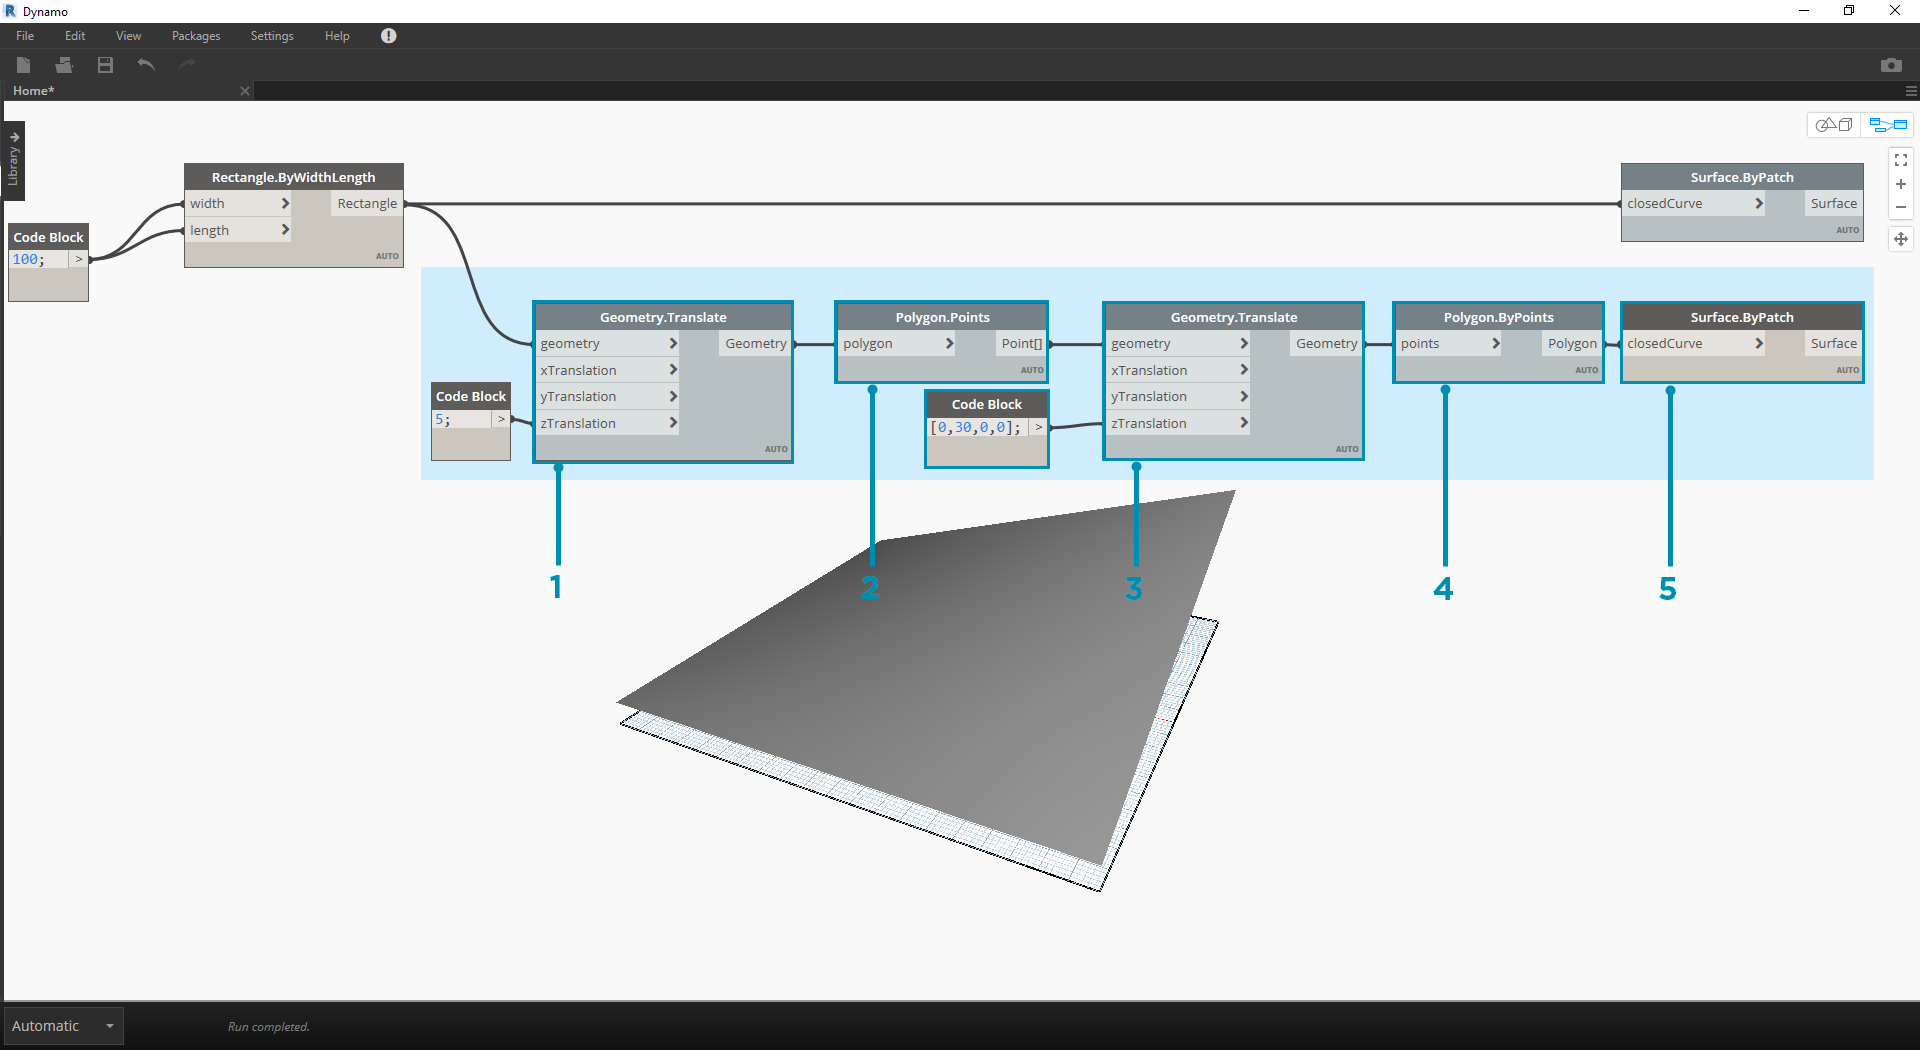 Dynamo
File Edit View Packages Settings Help
Home*
Library
Rectangle.ByWidthLength
width Rectangle
length
AUTO
Surface.ByPatch
closedCurve Surface
AUTO
Code Block
100; >
Geometry.Translate
geometry Geometry
xTranslation
yTranslation
zTranslation
AUTO
Code Block
5; >
Polygon.Points
polygon Point[]
AUTO
Code Block
[0,30,0,0]; >
Geometry.Translate
geometry Geometry
xTranslation
yTranslation
zTranslation
AUTO
Polygon.ByPoints
points Polygon
AUTO
Surface.ByPatch
closedCurve Surface
AUTO
1 2 3 4 5
Automatic Run completed.